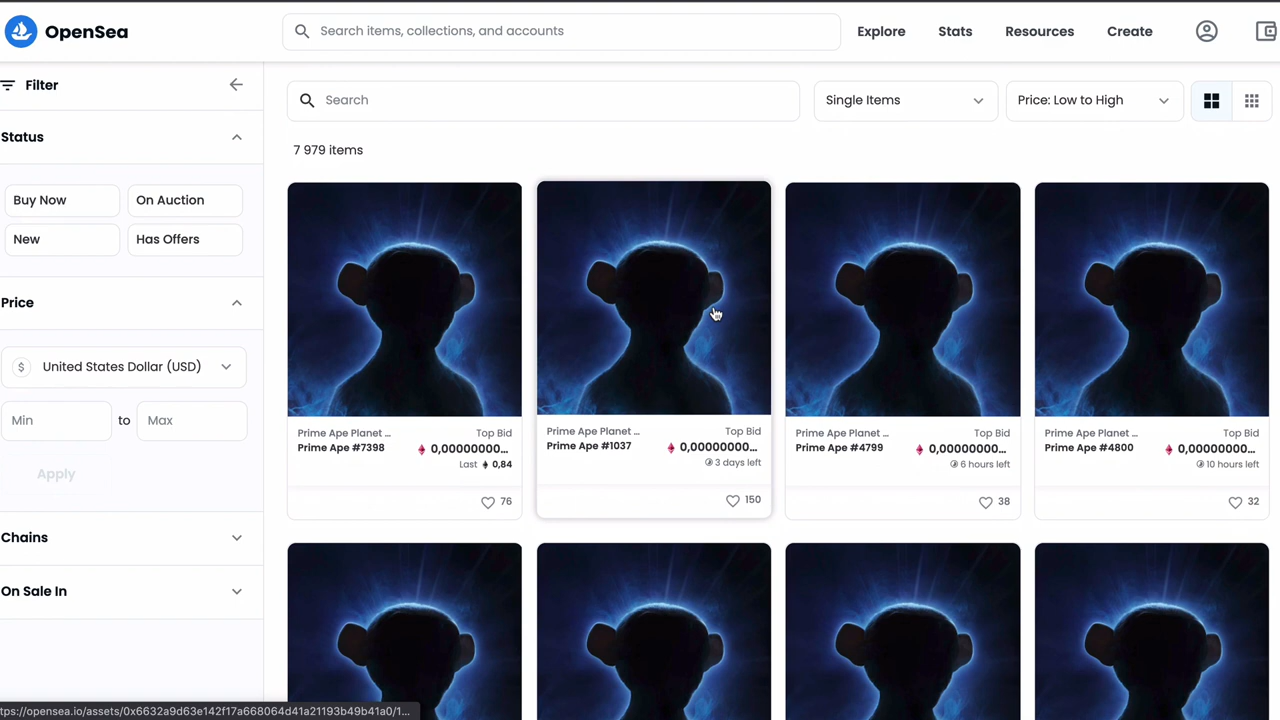 OpenSea
Search items, collections, and accounts
Explore
Stats
Resources
Create
Filter
Search
Single Items
Price: Low to High
Status
7 979 items
Buy Now
On Auction
New
Has Offers
Price
$ United States Dollar (USD)
Min to Max
Apply
Chains
On Sale In
Prime Ape Planet ...
Top Bid
Prime Ape #7398
0,00000000...
Last 0,84
76
Prime Ape Planet ...
Top Bid
Prime Ape #1037
0,00000000...
3 days left
150
Prime Ape Planet ...
Top Bid
Prime Ape #4799
0,00000000...
6 hours left
38
Prime Ape Planet ...
Top Bid
Prime Ape #4800
0,00000000...
10 hours left
32
ttps://opensea.io/assets/0x6632a9d63e142f17a668064d41a21193b49b41a0/1...